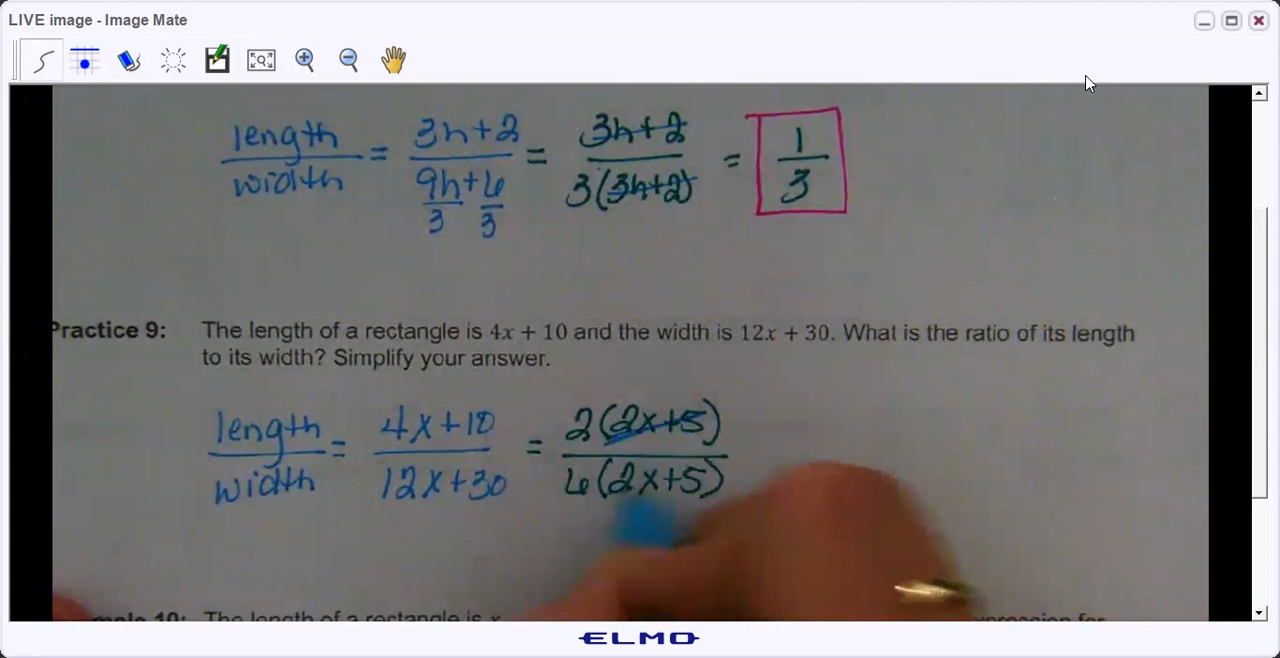 LIVE image - Image Mate
length/width = 3h+2/9h+6 = 3h+2/3(3h+2) = 1/3
3 3
Practice 9: The length of a rectangle is 4x + 10 and the width is 12x + 30. What is the ratio of its length
to its width? Simplify your answer.
length/width = 4x+10/12x+30 = 2(2x+5)/6(2x+5)
10: The length of a rectangle is x expression for
ELMO